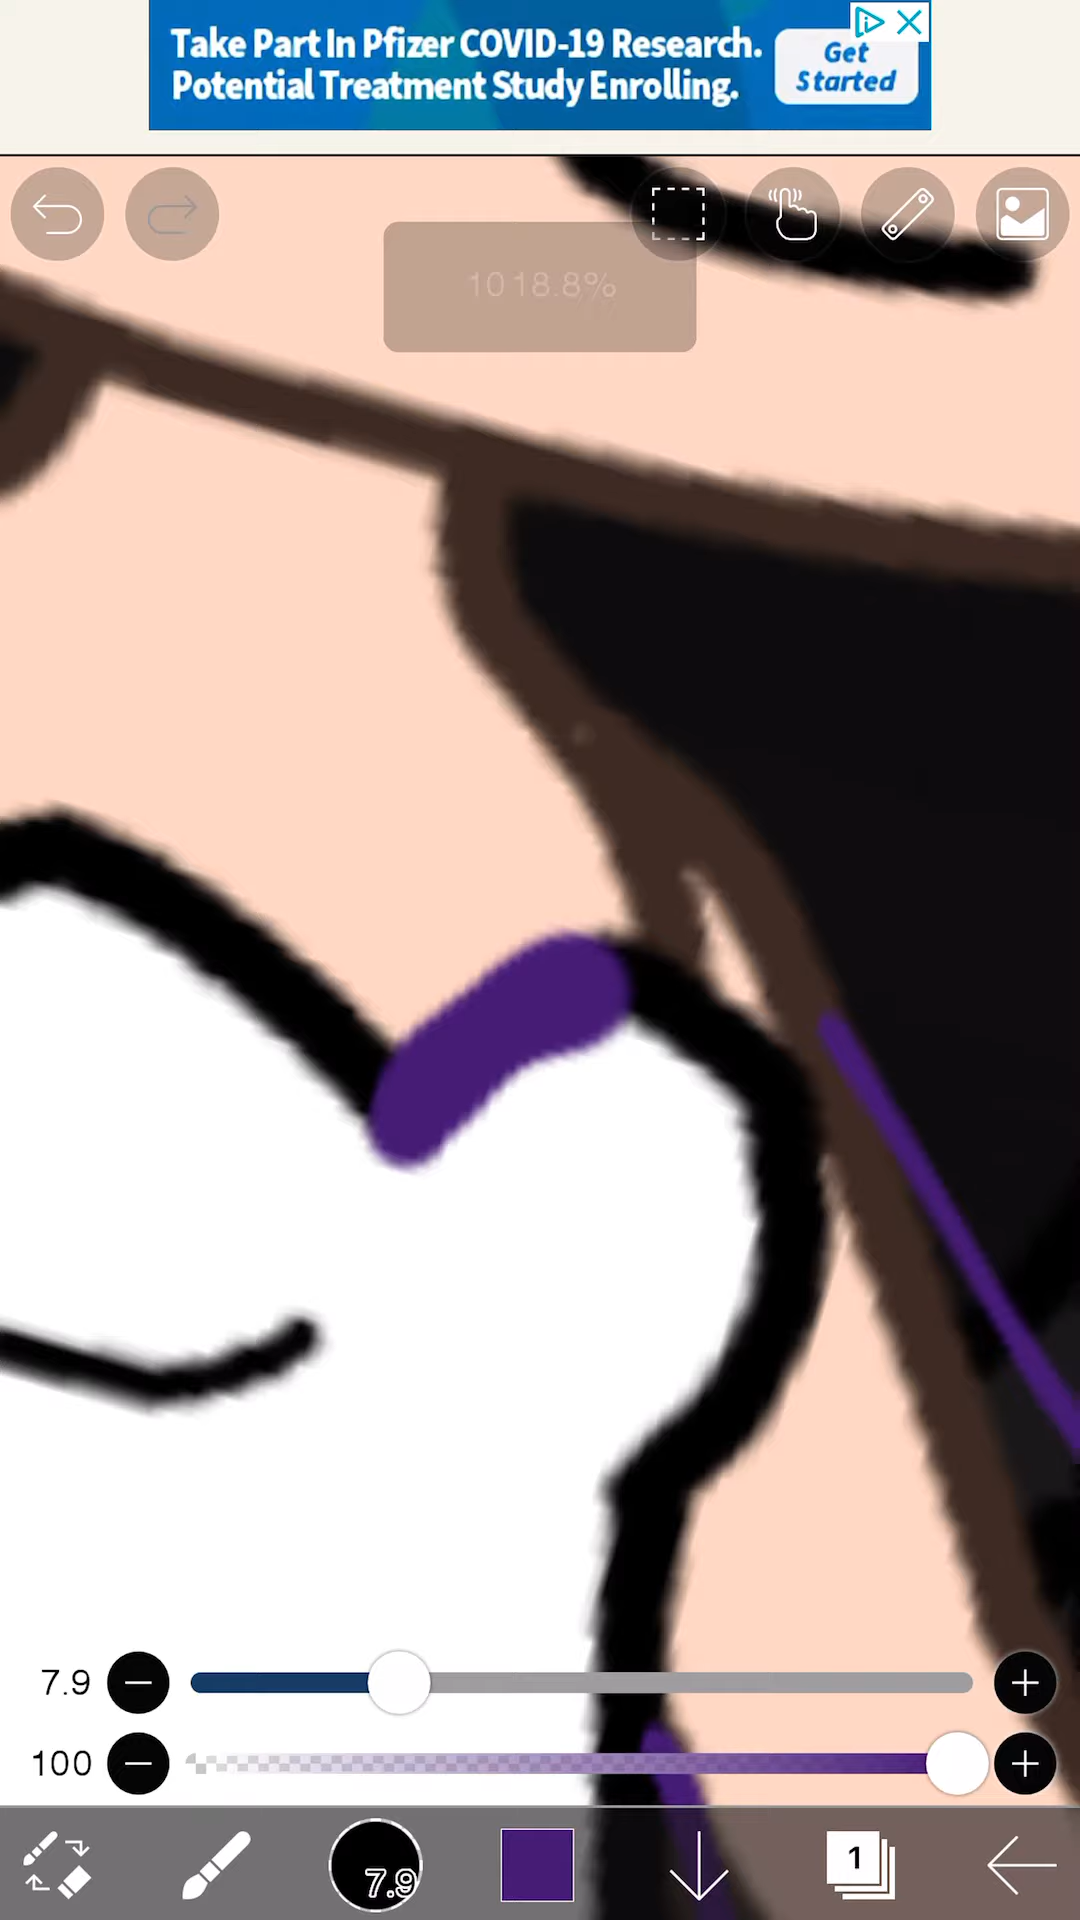 Take Part In Pfizer COVID-19 Research.
Potential Treatment Study Enrolling.
Get
Started
1018.8%
7.9
100
7.9
1